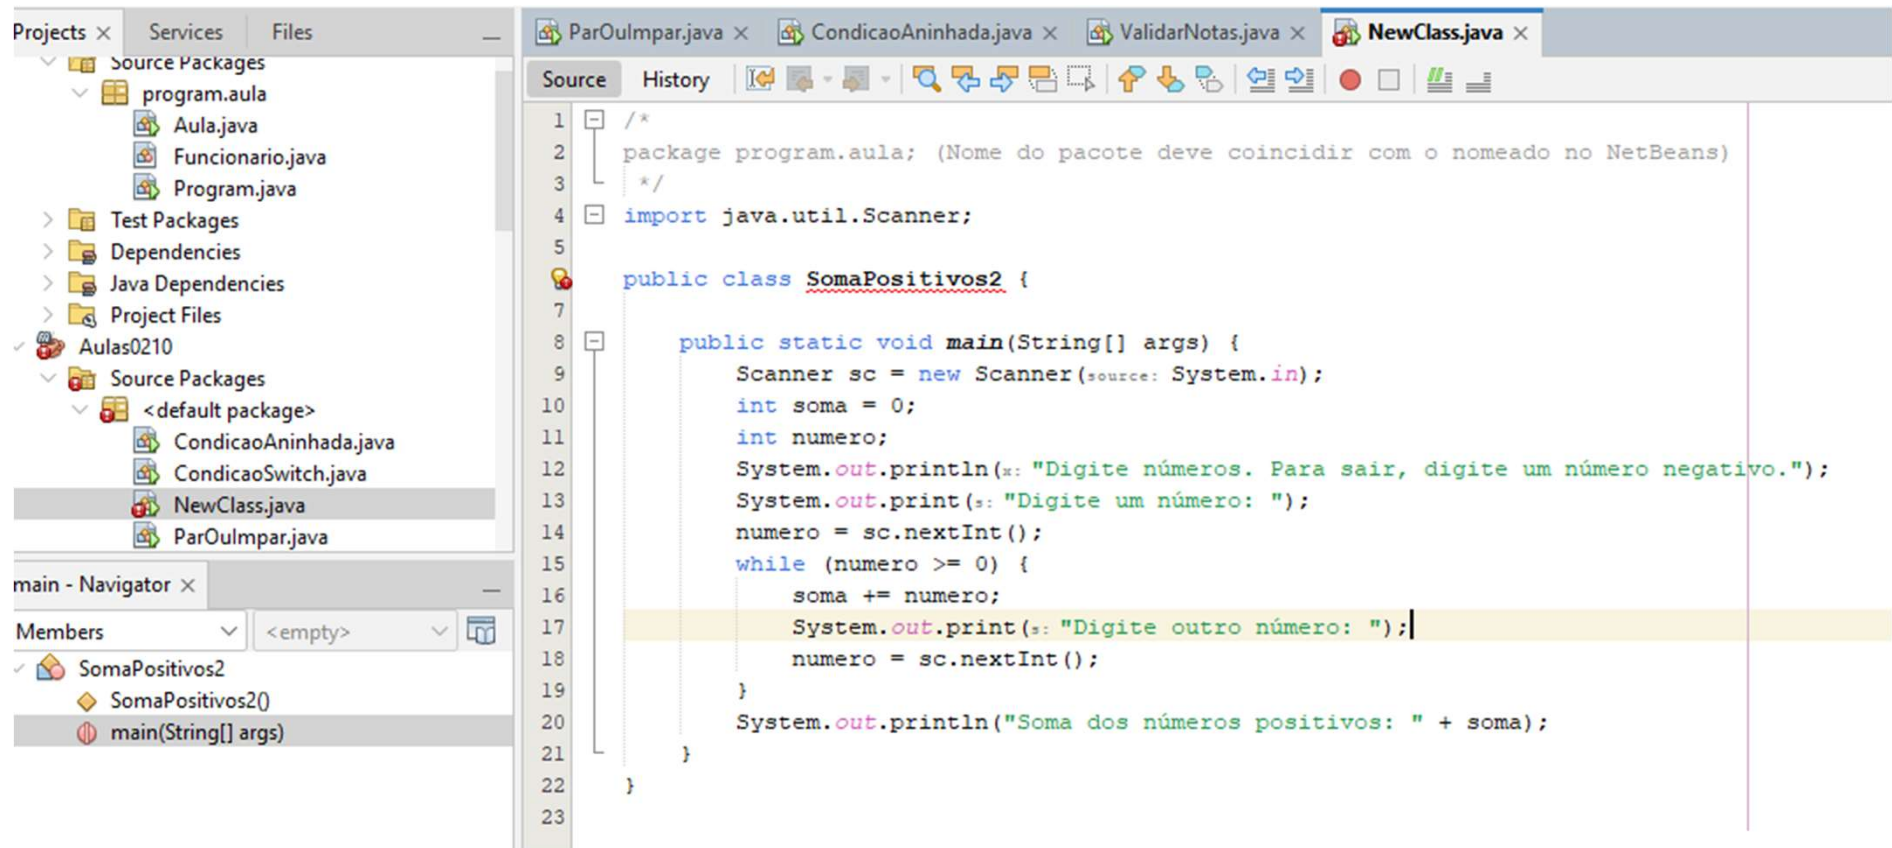 Projects
Services
Files
Source Packages
program.aula
Aula.java
Funcionario.java
Program.java
Test Packages
Dependencies
Java Dependencies
Project Files
Aulas0210
Source Packages
<default package>
CondicaoAninhada.java
CondicaoSwitch.java
NewClass.java
ParOuImpar.java
main - Navigator
Members
<empty>
SomaPositivos2
SomaPositivos2()
main(String[] args)
ParOuImpar.java CondicaoAninhada.java ValidarNotas.java NewClass.java
Source History
1 /*
2 package program.aula; (Nome do pacote deve coincidir com o nomeado no NetBeans)
3 */
4 import java.util.Scanner;
5
public class SomaPositivos2 {
7
8 public static void main(String[] args) {
9 Scanner sc = new Scanner(source: System.in);
10 int soma = 0;
11 int numero;
12 System.out.println(x: "Digite números. Para sair, digite um número negativo.");
13 System.out.print(s: "Digite um número: ");
14 numero = sc.nextInt();
15 while (numero >= 0) {
16 soma += numero;
17 System.out.print(s: "Digite outro número: ");
18 numero = sc.nextInt();
19 }
20 System.out.println("Soma dos números positivos: " + soma);
21 }
22 }
23